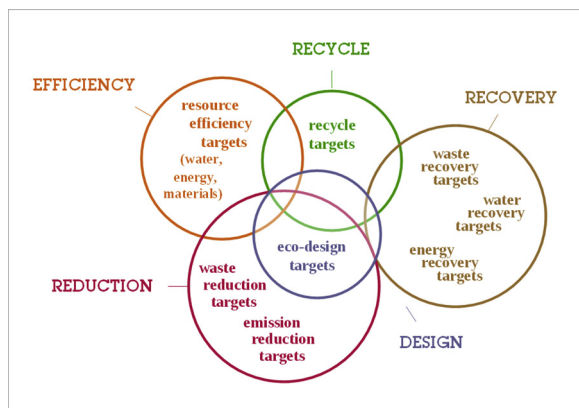 RECYCLE
EFFICIENCY
RECOVERY
resource
efficiency
targets
(water,
energy,
materials)
recycle
targets
waste
recovery
targets
water
recovery
targets
energy
recovery
targets
eco-design
targets
REDUCTION
waste
reduction
targets
emission
reduction
targets
DESIGN